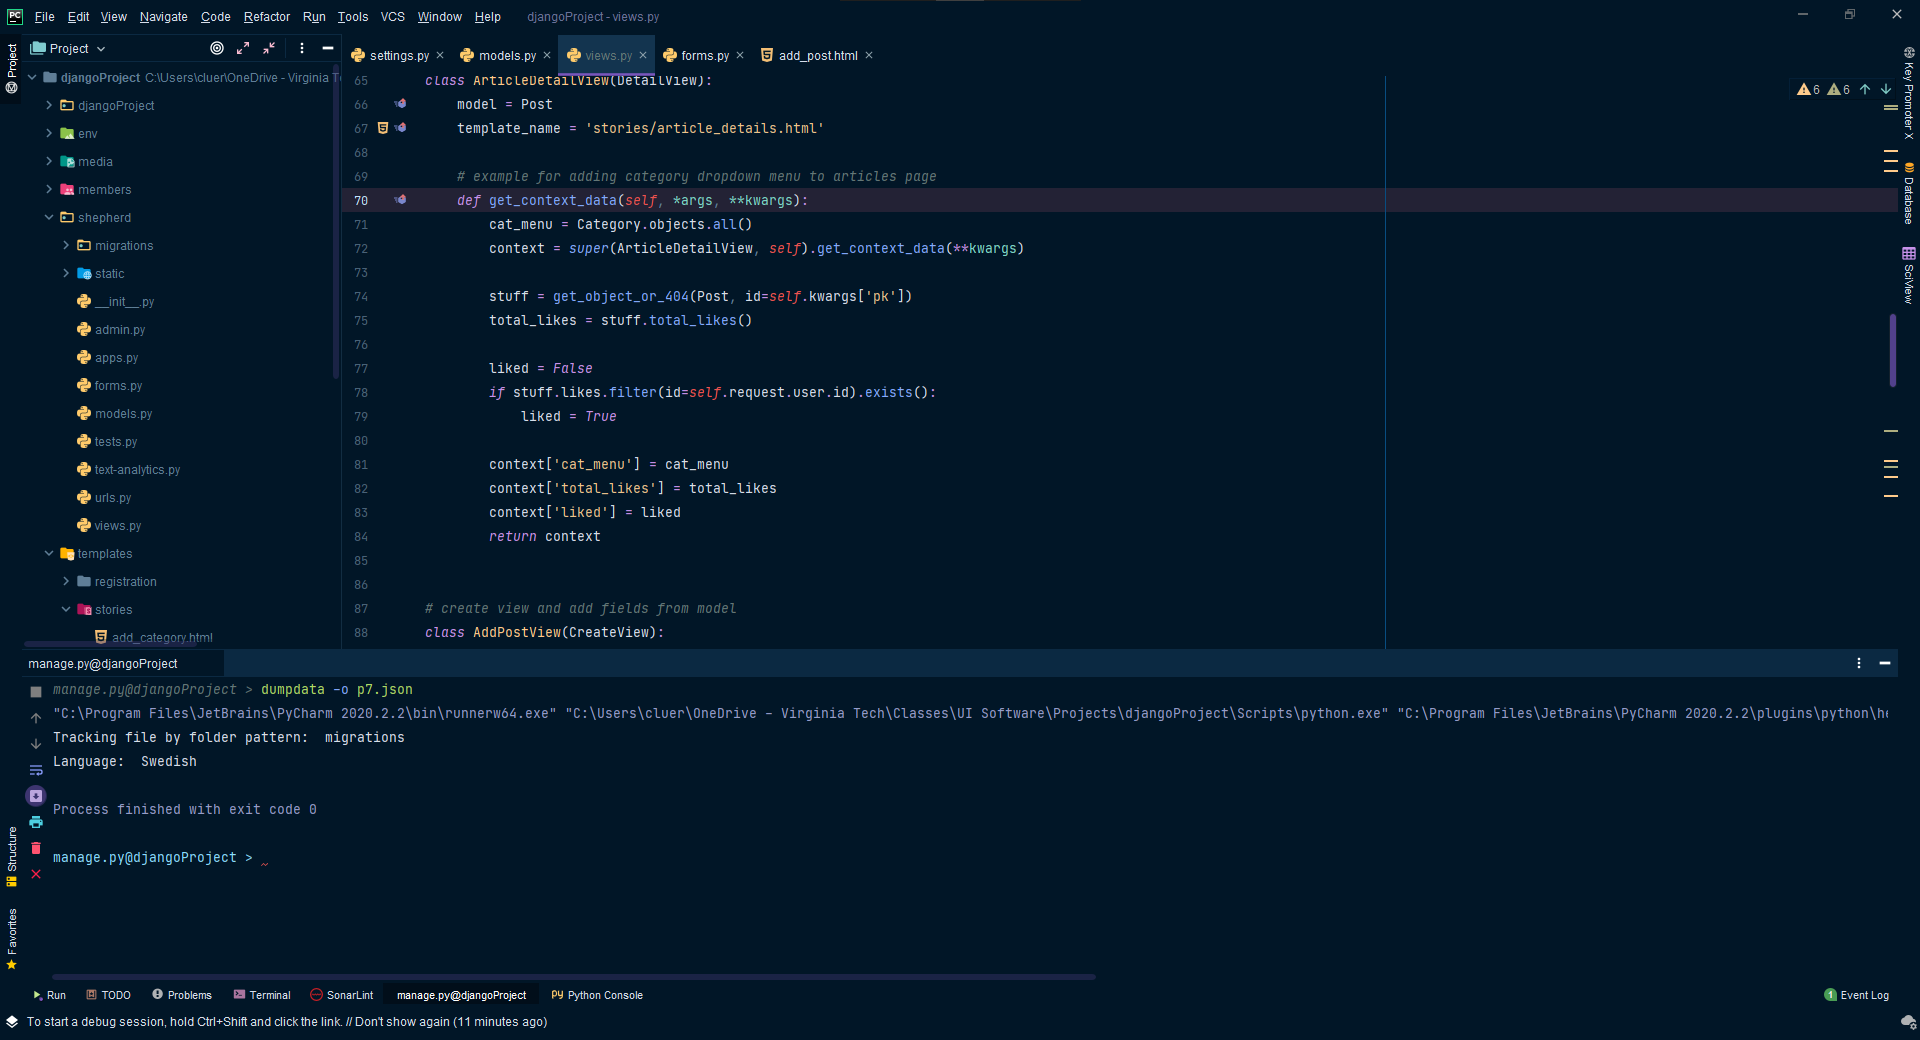 PC File Edit View Navigate Code Refactor Run Tools VCS Window Help djangoProject - views.py
Project
Project
settings.py models.py views.py forms.py add_post.html
djangoProject C:\Users\cluer\OneDrive - Virginia T
djangoProject
env
media
members
shepherd
migrations
static
__init__.py
admin.py
apps.py
forms.py
models.py
tests.py
text-analytics.py
urls.py
views.py
templates
registration
stories
add_category.html
65 class ArticleDetailView(DetailView):
66 model = Post
67 template_name = 'stories/article_details.html'
68
69 # example for adding category dropdown menu to articles page
70 def get_context_data(self, *args, **kwargs):
71 cat_menu = Category.objects.all()
72 context = super(ArticleDetailView, self).get_context_data(**kwargs)
73
74 stuff = get_object_or_404(Post, id=self.kwargs['pk'])
75 total_likes = stuff.total_likes()
76
77 liked = False
78 if stuff.likes.filter(id=self.request.user.id).exists():
79 liked = True
80
81 context['cat_menu'] = cat_menu
82 context['total_likes'] = total_likes
83 context['liked'] = liked
84 return context
85
86
87 # create view and add fields from model
88 class AddPostView(CreateView):
6 6
Key Promoter X
Database
SciView
manage.py@djangoProject
manage.py@djangoProject > dumpdata -o p7.json
"C:\Program Files\JetBrains\PyCharm 2020.2.2\bin\runnerw64.exe" "C:\Users\cluer\OneDrive - Virginia Tech\Classes\UI Software\Projects\djangoProject\Scripts\python.exe" "C:\Program Files\JetBrains\PyCharm 2020.2.2\plugins\python\he
Tracking file by folder pattern:  migrations
Language:  Swedish
Process finished with exit code 0
manage.py@djangoProject >
Structure
Favorites
Run TODO Problems Terminal SonarLint manage.py@djangoProject Python Console 1 Event Log
To start a debug session, hold Ctrl+Shift and click the link. // Don't show again (11 minutes ago)